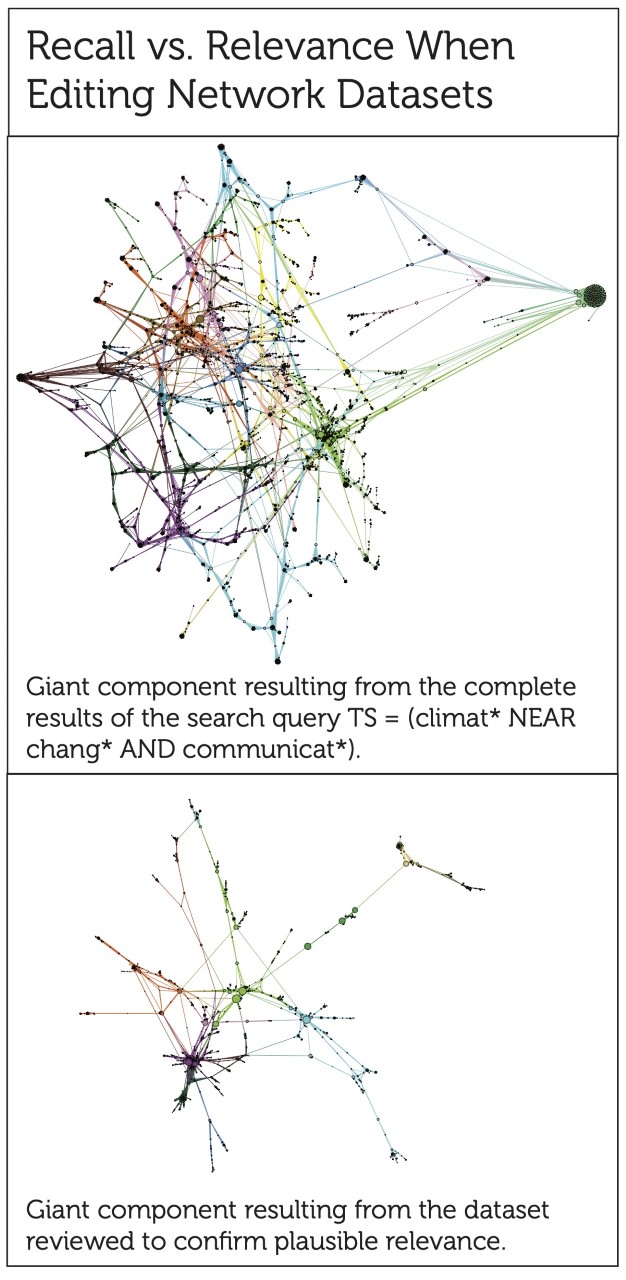 Recall vs. Relevance When
Editing Network Datasets
Giant component resulting from the complete
results of the search query TS = (climat* NEAR
chang* AND communicat*).
Giant component resulting from the dataset
reviewed to confirm plausible relevance.